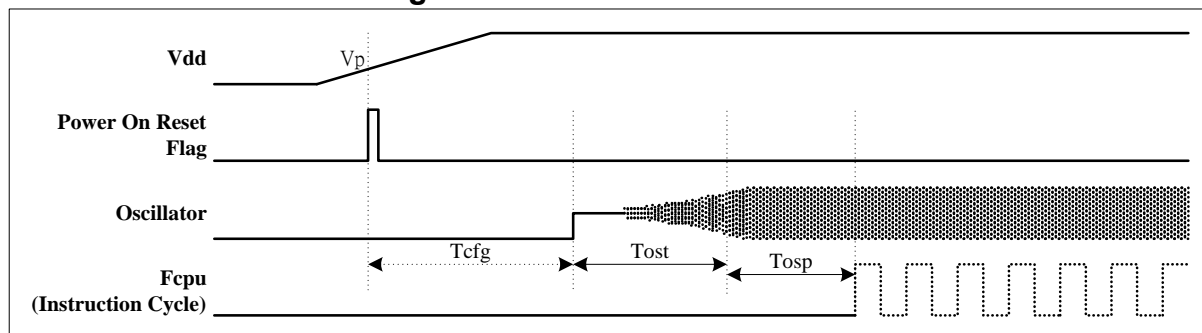 Vdd
Vp
Power On Reset
Flag
Oscillator
Tcfg
Tost
Tosp
Fcpu
(Instruction Cycle)